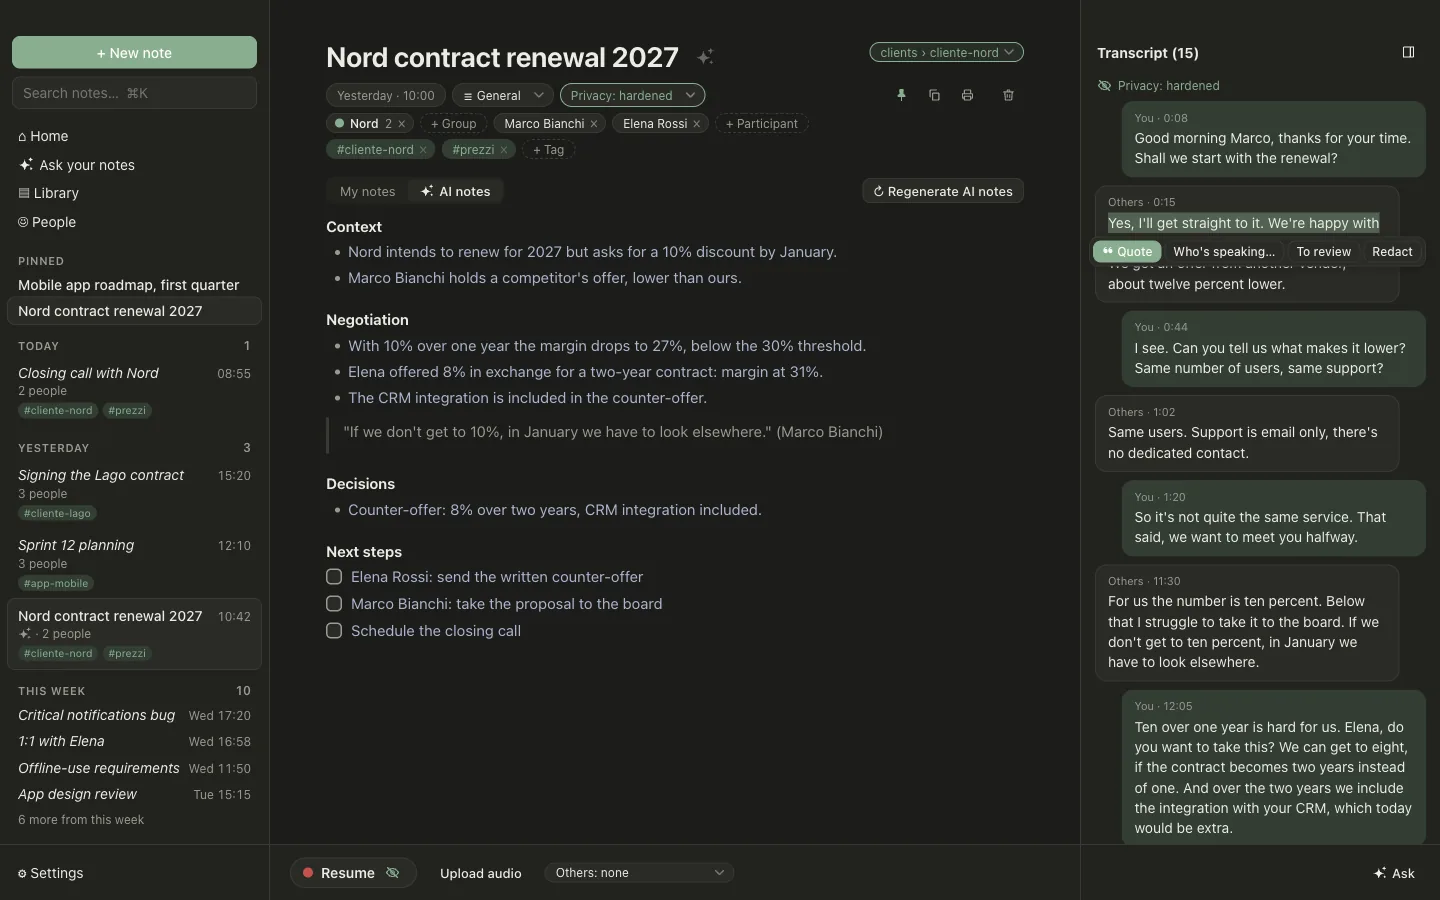 + New note
Search notes... ⌘K
Home
Ask your notes
Library
People
PINNED
Mobile app roadmap, first quarter
Nord contract renewal 2027
TODAY 1
Closing call with Nord 08:55
2 people
#cliente-nord #prezzi
YESTERDAY 3
Signing the Lago contract 15:20
3 people
#cliente-lago
Sprint 12 planning 12:10
3 people
#app-mobile
Nord contract renewal 2027 10:42
· 2 people
#cliente-nord #prezzi
THIS WEEK 10
Critical notifications bug Wed 17:20
1:1 with Elena Wed 16:58
Offline-use requirements Wed 11:50
App design review Tue 15:15
6 more from this week
Settings
Nord contract renewal 2027
clients › cliente-nord
Yesterday · 10:00 General Privacy: hardened
Nord 2 × + Group Marco Bianchi × Elena Rossi × + Participant
#cliente-nord × #prezzi × + Tag
My notes AI notes Regenerate AI notes
Context
• Nord intends to renew for 2027 but asks for a 10% discount by January.
• Marco Bianchi holds a competitor's offer, lower than ours.
Negotiation
• With 10% over one year the margin drops to 27%, below the 30% threshold.
• Elena offered 8% in exchange for a two-year contract: margin at 31%.
• The CRM integration is included in the counter-offer.
"If we don't get to 10%, in January we have to look elsewhere." (Marco Bianchi)
Decisions
• Counter-offer: 8% over two years, CRM integration included.
Next steps
Elena Rossi: send the written counter-offer
Marco Bianchi: take the proposal to the board
Schedule the closing call
Resume Upload audio Others: none
Transcript (15)
Privacy: hardened
You · 0:08
Good morning Marco, thanks for your time.
Shall we start with the renewal?
Others · 0:15
Yes, I'll get straight to it. We're happy with
Quote Who's speaking... To review Redact
about twelve percent lower.
You · 0:44
I see. Can you tell us what makes it lower?
Same number of users, same support?
Others · 1:02
Same users. Support is email only, there's
no dedicated contact.
You · 1:20
So it's not quite the same service. That
said, we want to meet you halfway.
Others · 11:30
For us the number is ten percent. Below
that I struggle to take it to the board. If we
don't get to ten percent, in January we
have to look elsewhere.
You · 12:05
Ten over one year is hard for us. Elena, do
you want to take this? We can get to eight,
if the contract becomes two years instead
of one. And over the two years we include
the integration with your CRM, which today
would be extra.
Ask